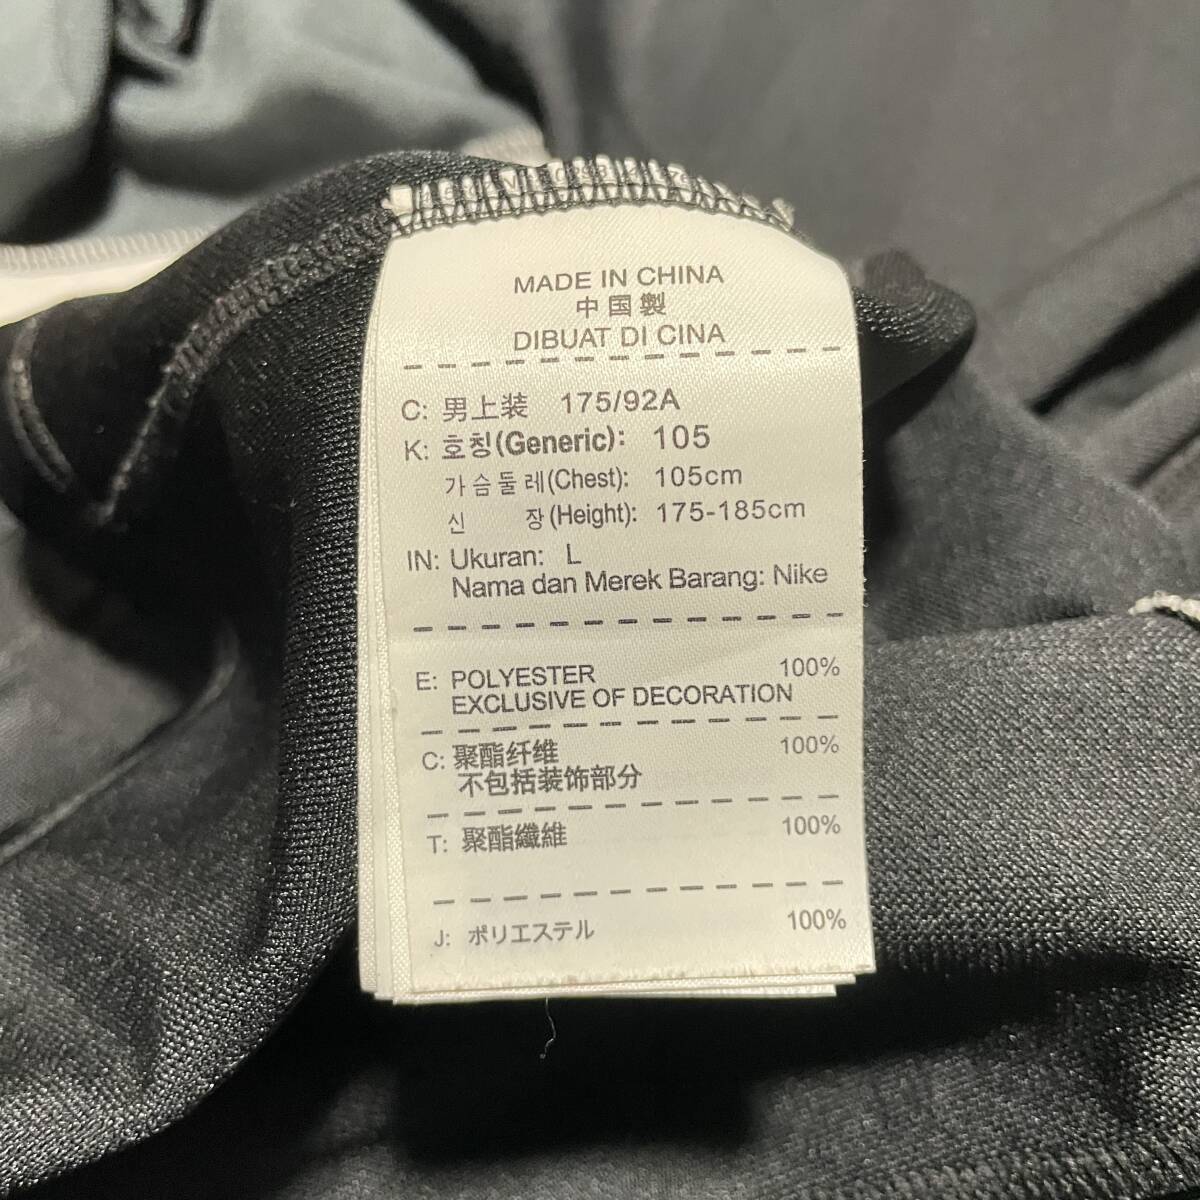 MADE IN CHINA
中国製
DIBUAT DI CINA
C: 男上装 175/92A
K: 호칭(Generic): 105
가슴둘레(Chest): 105cm
신 장(Height): 175-185cm
IN: Ukuran: L
Nama dan Merek Barang: Nike
E: POLYESTER 100%
EXCLUSIVE OF DECORATION
C: 聚酯纤维 100%
不包括装饰部分
T: 聚酯纖維 100%
J: ポリエステル 100%